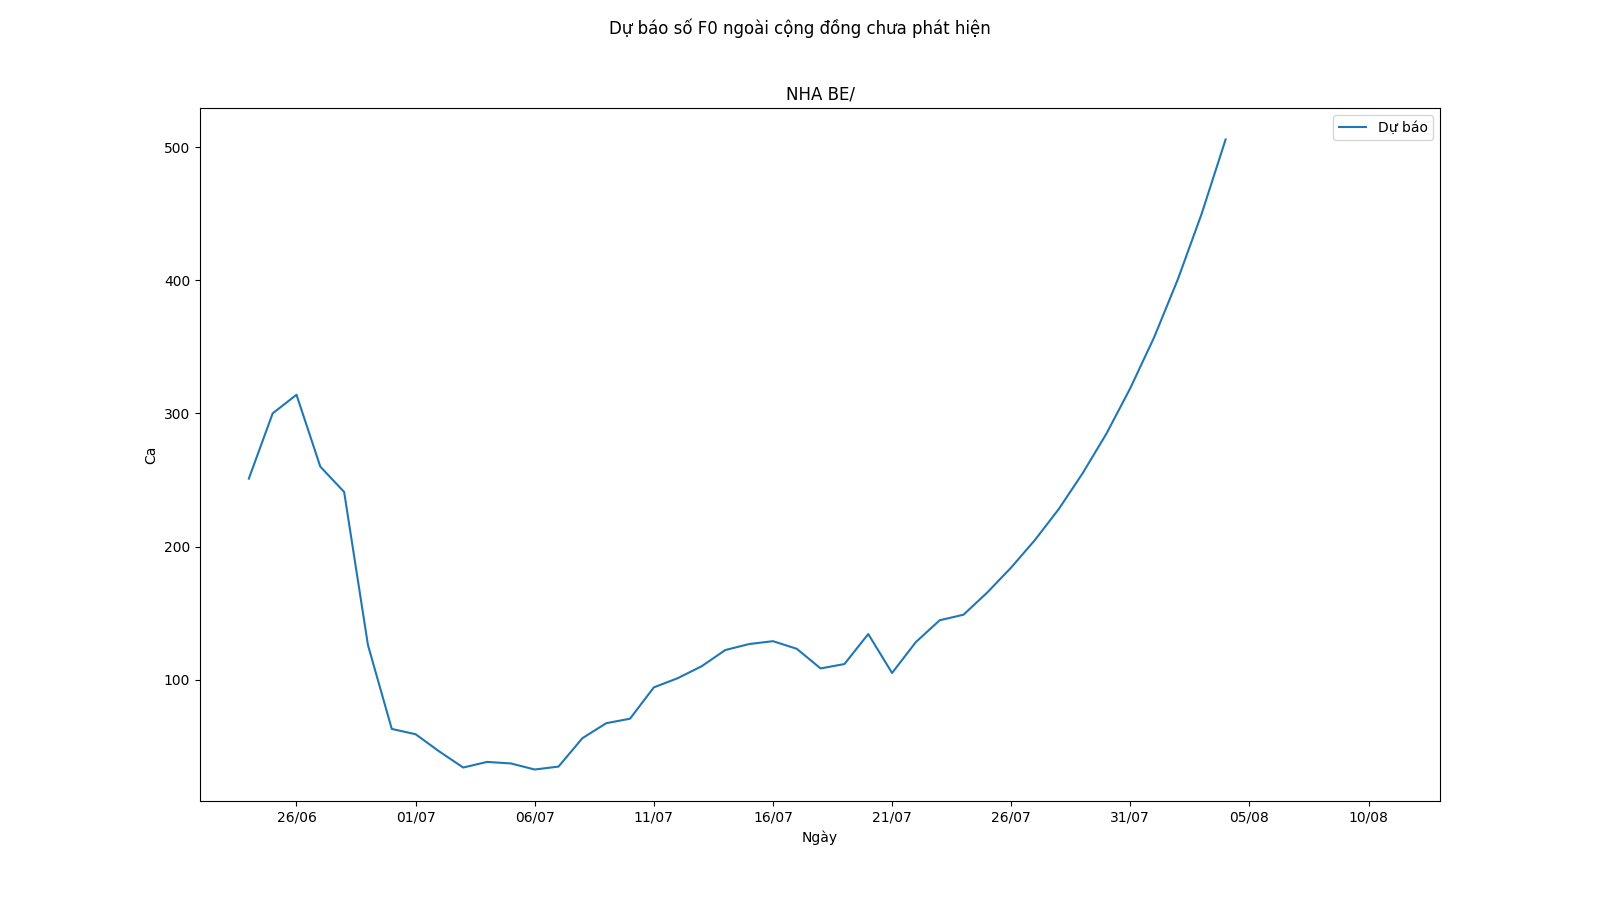 Dự báo số F0 ngoài cộng đồng chưa phát hiện
NHA BE/
Dự báo
500
400
300
200
100
Ca
26/06 01/07 06/07 11/07 16/07 21/07 26/07 31/07 05/08 10/08
Ngày